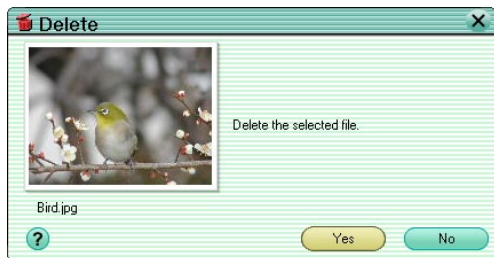 Delete
Delete the selected file.
Bird.jpg
?
Yes
No